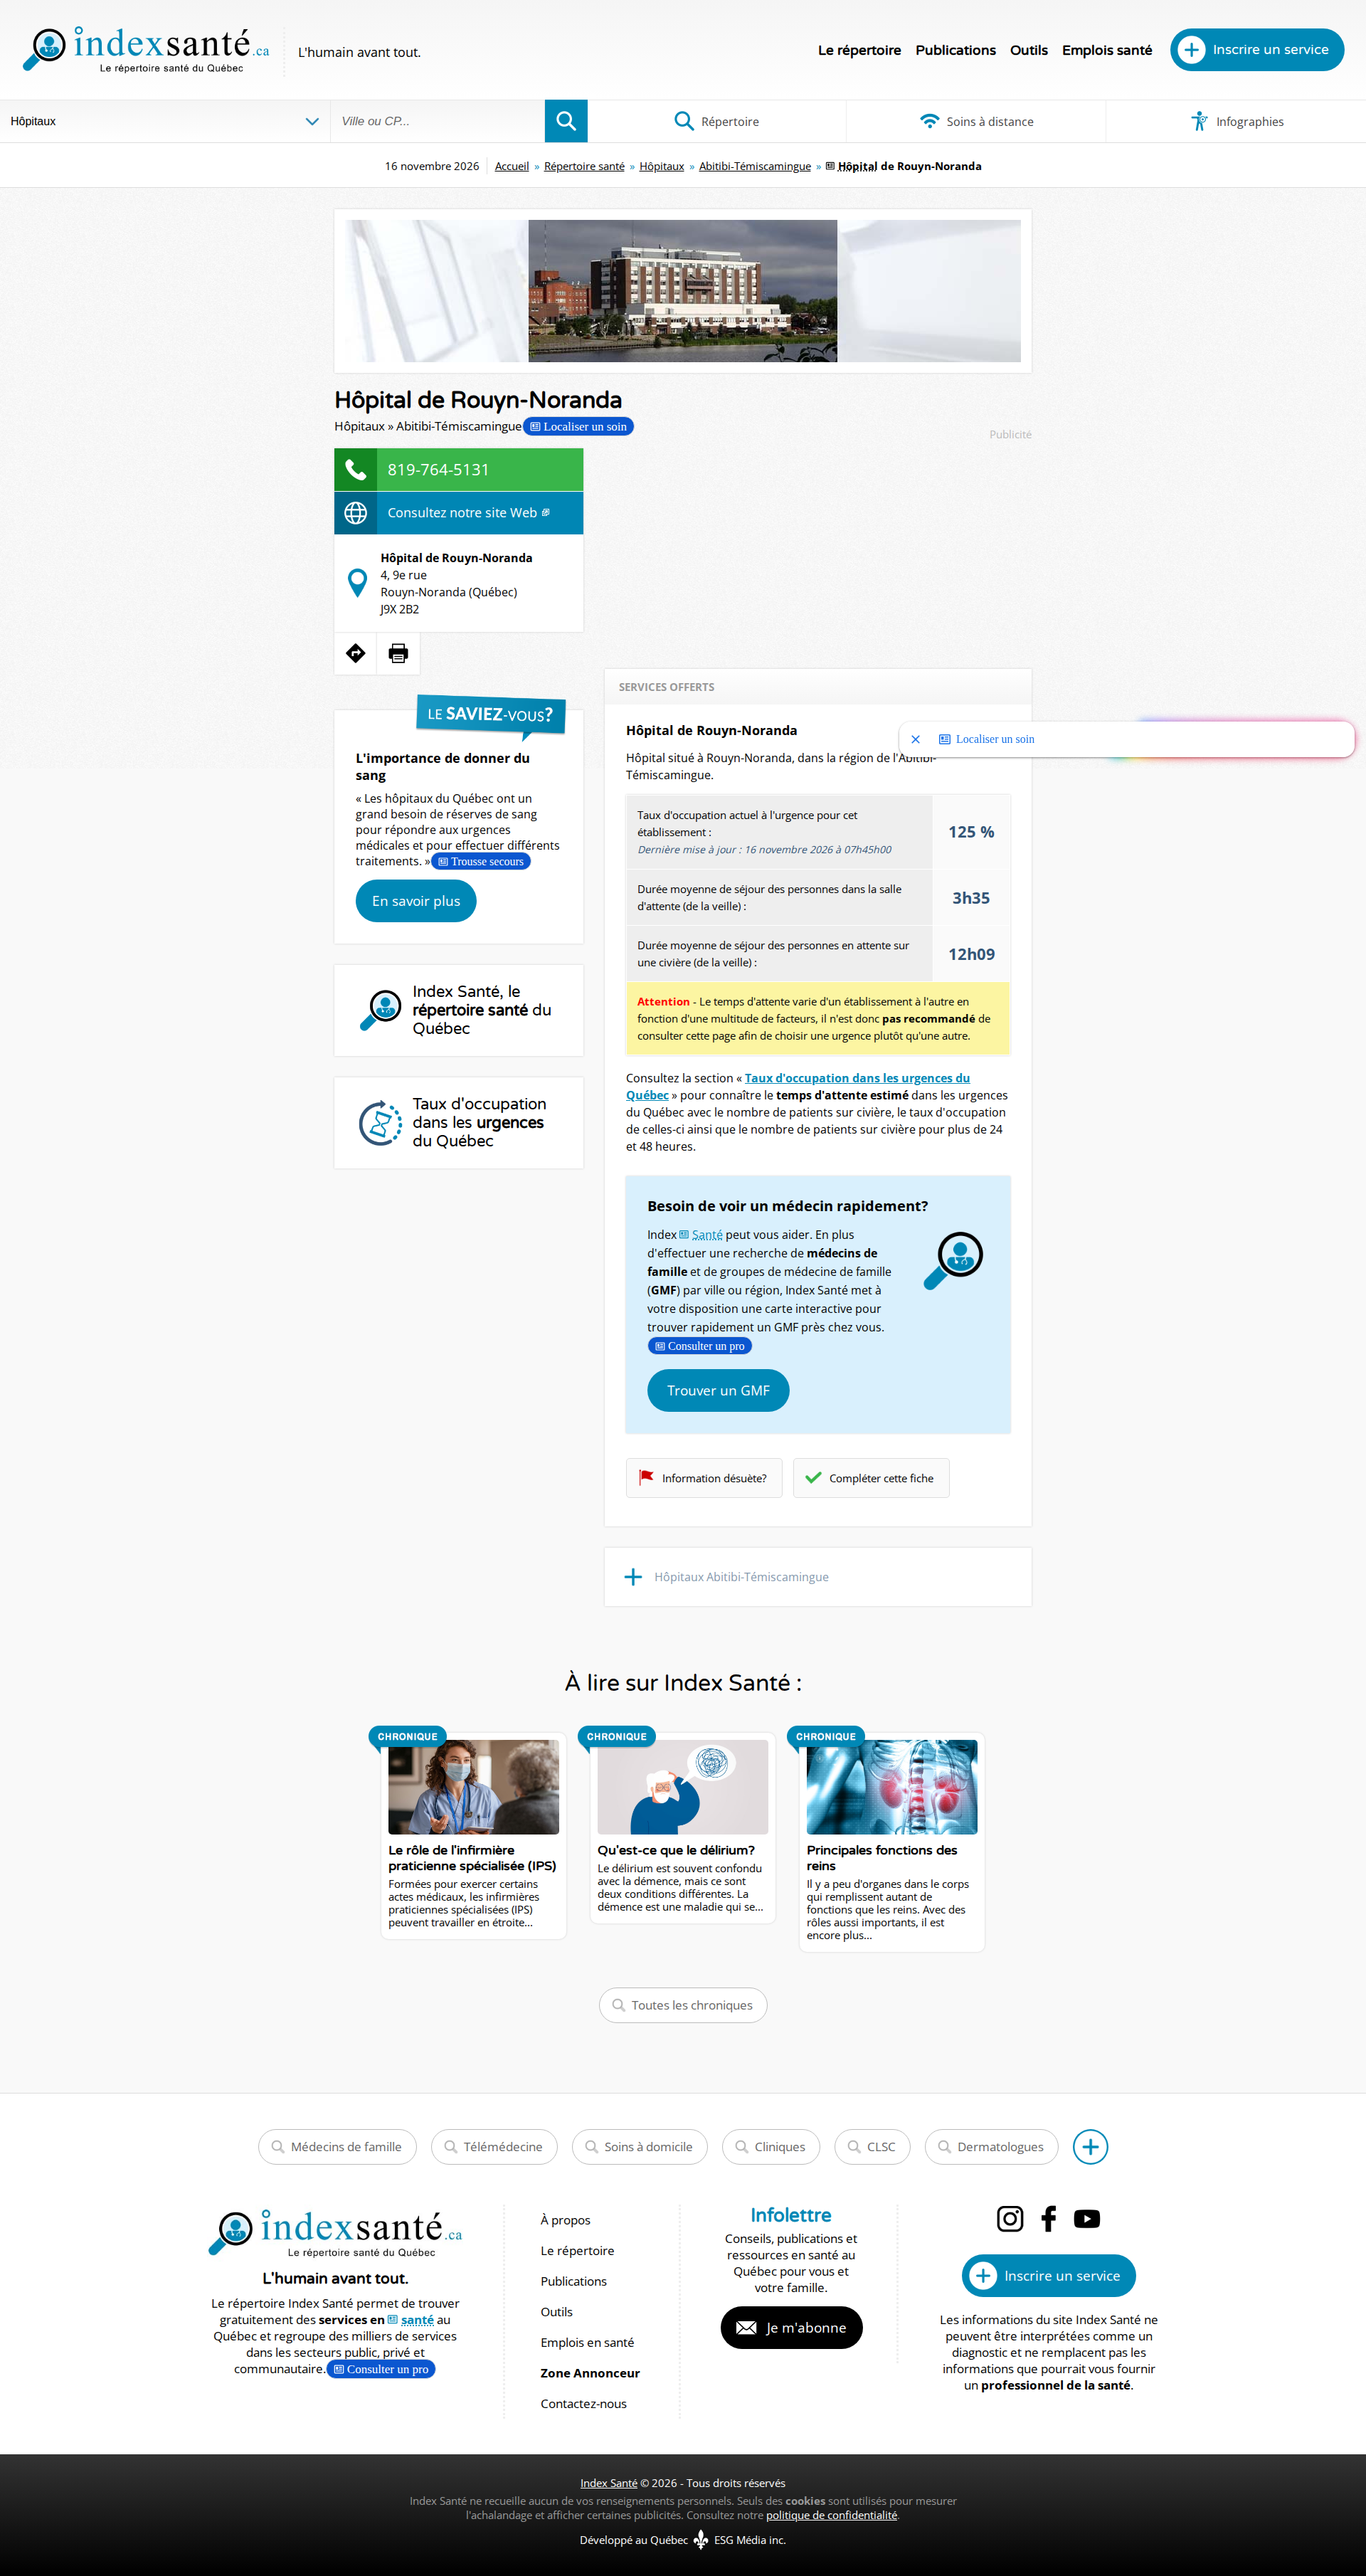 indexsanté.ca
Le répertoire santé du Québec
L'humain avant tout.
Le répertoire
Publications
Outils
Emplois santé
Inscrire un service
Hôpitaux
Ville ou CP...
Répertoire
Soins à distance
Infographies
16 novembre 2026
Accueil » Répertoire santé » Hôpitaux » Abitibi-Témiscamingue » Hôpital de Rouyn-Noranda
Hôpital de Rouyn-Noranda
Hôpitaux » Abitibi-Témiscamingue Localiser un soin
Publicité
819-764-5131
Consultez notre site Web
Hôpital de Rouyn-Noranda
4, 9e rue
Rouyn-Noranda (Québec)
J9X 2B2
LE SAVIEZ-VOUS?
L'importance de donner du
sang
« Les hôpitaux du Québec ont un
grand besoin de réserves de sang
pour répondre aux urgences
médicales et pour effectuer différents
traitements. » Trousse secours
En savoir plus
Index Santé, le
répertoire santé du
Québec
Taux d'occupation
dans les urgences
du Québec
SERVICES OFFERTS
Hôpital de Rouyn-Noranda
Localiser un soin
Hôpital situé à Rouyn-Noranda, dans la région de l'Abitibi-
Témiscamingue.
Taux d'occupation actuel à l'urgence pour cet
établissement :
Dernière mise à jour : 16 novembre 2026 à 07h45h00
125 %
Durée moyenne de séjour des personnes dans la salle
d'attente (de la veille) :
3h35
Durée moyenne de séjour des personnes en attente sur
une civière (de la veille) :
12h09
Attention - Le temps d'attente varie d'un établissement à l'autre en
fonction d'une multitude de facteurs, il n'est donc pas recommandé de
consulter cette page afin de choisir une urgence plutôt qu'une autre.
Consultez la section « Taux d'occupation dans les urgences du
Québec » pour connaître le temps d'attente estimé dans les urgences
du Québec avec le nombre de patients sur civière, le taux d'occupation
de celles-ci ainsi que le nombre de patients sur civière pour plus de 24
et 48 heures.
Besoin de voir un médecin rapidement?
Index Santé peut vous aider. En plus
d'effectuer une recherche de médecins de
famille et de groupes de médecine de famille
(GMF) par ville ou région, Index Santé met à
votre disposition une carte interactive pour
trouver rapidement un GMF près chez vous.
Consulter un pro
Trouver un GMF
Information désuète?
Compléter cette fiche
Hôpitaux Abitibi-Témiscamingue
À lire sur Index Santé :
CHRONIQUE
Le rôle de l'infirmière
praticienne spécialisée (IPS)
Formées pour exercer certains
actes médicaux, les infirmières
praticiennes spécialisées (IPS)
peuvent travailler en étroite...
CHRONIQUE
Qu'est-ce que le délirium?
Le délirium est souvent confondu
avec la démence, mais ce sont
deux conditions différentes. La
démence est une maladie qui se...
CHRONIQUE
Principales fonctions des
reins
Il y a peu d'organes dans le corps
qui remplissent autant de
fonctions que les reins. Avec des
rôles aussi importants, il est
encore plus...
Toutes les chroniques
Médecins de famille
Télémédecine
Soins à domicile
Cliniques
CLSC
Dermatologues
indexsanté.ca
Le répertoire santé du Québec
L'humain avant tout.
Le répertoire Index Santé permet de trouver
gratuitement des services en santé au
Québec et regroupe des milliers de services
dans les secteurs public, privé et
communautaire. Consulter un pro
À propos
Le répertoire
Publications
Outils
Emplois en santé
Zone Annonceur
Contactez-nous
Infolettre
Conseils, publications et
ressources en santé au
Québec pour vous et
votre famille.
Je m'abonne
Inscrire un service
Les informations du site Index Santé ne
peuvent être interprétées comme un
diagnostic et ne remplacent pas les
informations que pourrait vous fournir
un professionnel de la santé.
Index Santé © 2026 - Tous droits réservés
Index Santé ne recueille aucun de vos renseignements personnels. Seuls des cookies sont utilisés pour mesurer
l'achalandage et afficher certaines publicités. Consultez notre politique de confidentialité.
Développé au Québec ESG Média inc.